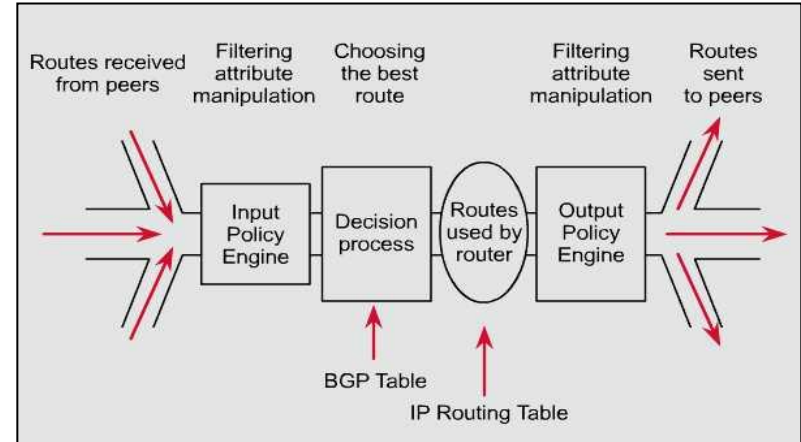 Routes received
from peers
Filtering
attribute
manipulation
Choosing
the best
route
Filtering
attribute
manipulation
Routes
sent
to peers
Input
Policy
Engine
Decision
process
Routes
used by
router
Output
Policy
Engine
BGP Table
IP Routing Table